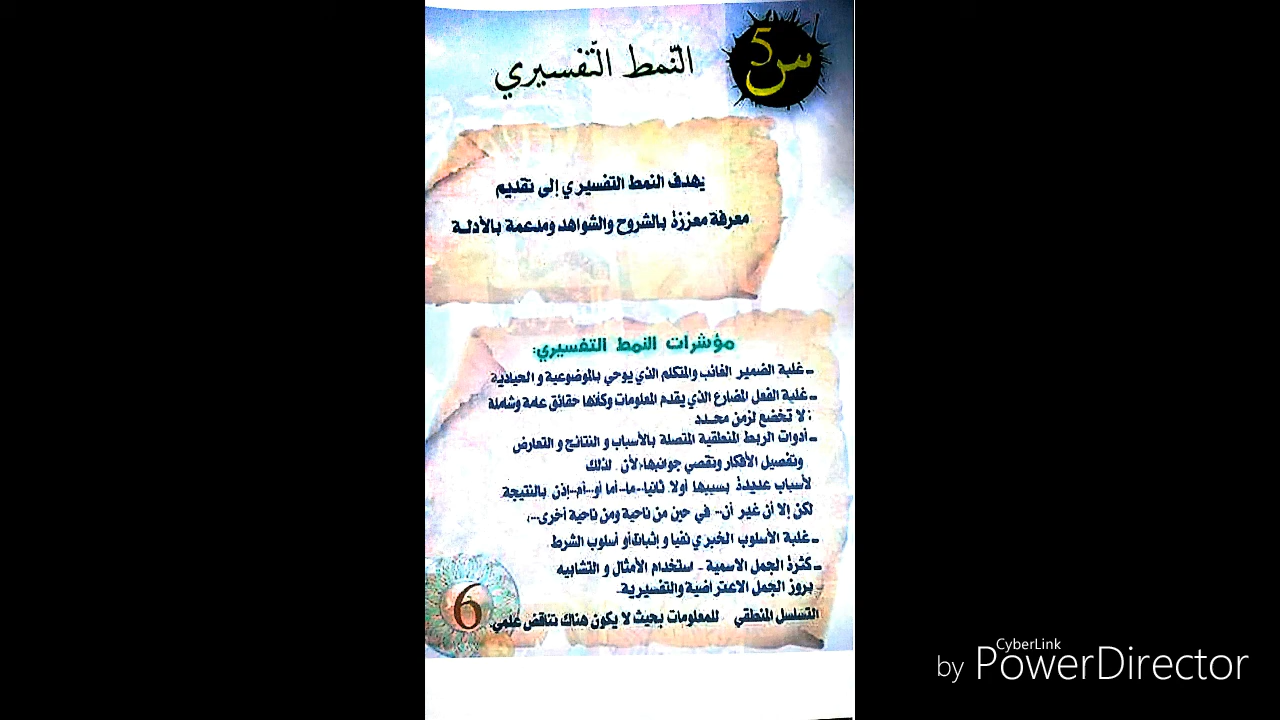 س5
النّمط التّفسيري
يهدف النمط التفسيري إلى تقديم
معرفة معززة بالشروح والشواهد ومدعمة بالأدلة
مؤشرات النمط التفسيري:
- غلبة الضمير الغائب والمتكلم الذي يوحي بالموضوعية و الحيادية
- غلبة الفعل المضارع الذي يقدم المعلومات وكأنها حقائق عامة وشاملة
: لا تخضع لزمن محدد
- أدوات الربط المنطقية المتصلة بالأسباب و النتائج و التعارض
وتفصيل الأفكار وتقصي جوانبها: لأن . لذلك
لأسباب عديدة بسببها أولا. ثانيا...ما...أما أو...أم...إذن بالنتيجة
لكن إلا أن غير أن... في حين من ناحية ومن ناحية أخرى...
- غلبة الأسلوب الخبري نفيا و إثباتا أو أسلوب الشرط
- كثرة الجمل الاسمية - استخدام الأمثال و التشابيه
بروز الجمل الاعتراضية والتفسيرية.
التسلسل المنطقي للمعلومات بحيث لا يكون هناك تناقض علمي.
6
by CyberLink PowerDirector